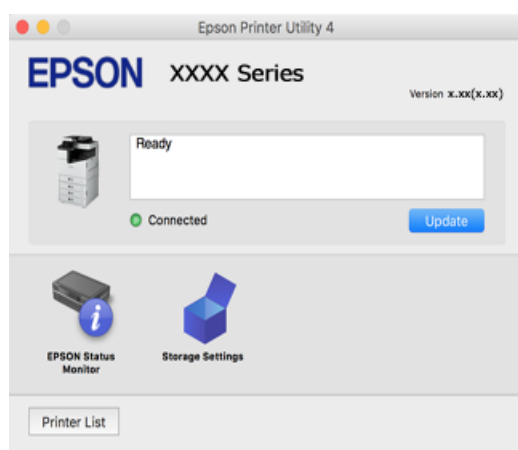 Epson Printer Utility 4
EPSON XXXX Series
Version x.xx(x.xx)
Ready
Connected
Update
EPSON Status
Monitor
Storage Settings
Printer List